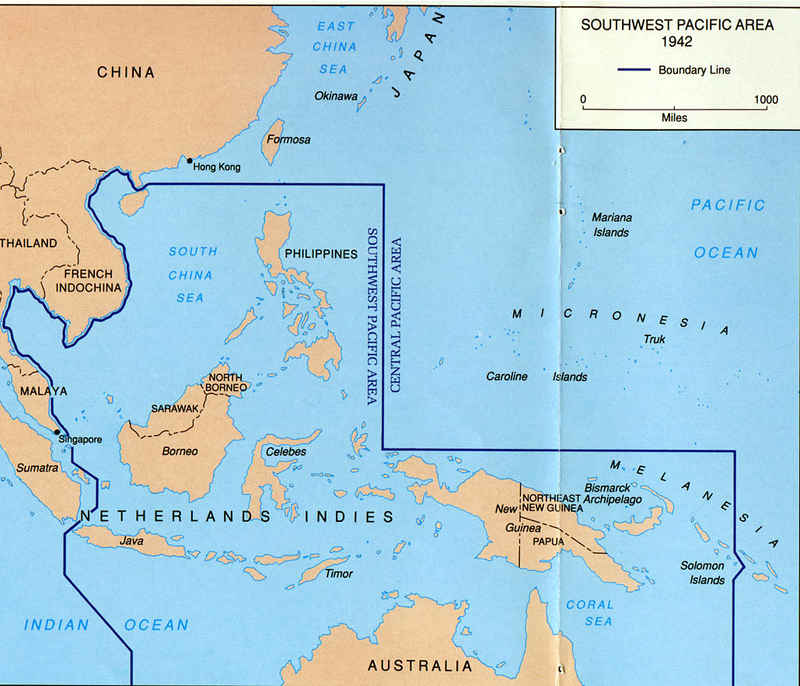 SOUTHWEST PACIFIC AREA
1942
Boundary Line
0 1000
Miles
EAST
CHINA
SEA
JAPAN
CHINA
Okinawa
Formosa
Hong Kong
PACIFIC
OCEAN
Mariana
Islands
THAILAND
SOUTH
CHINA
SEA
PHILIPPINES
SOUTHWEST PACIFIC AREA
CENTRAL PACIFIC AREA
FRENCH
INDOCHINA
MICRONESIA
Truk
Caroline Islands
MALAYA
NORTH
BORNEO
SARAWAK
Singapore
Borneo
Celebes
Sumatra
MELANESIA
Bismarck
Archipelago
NORTHEAST
NEW GUINEA
New
Guinea
PAPUA
NETHERLANDS INDIES
Java
Timor
Solomon
Islands
CORAL
SEA
INDIAN OCEAN
AUSTRALIA